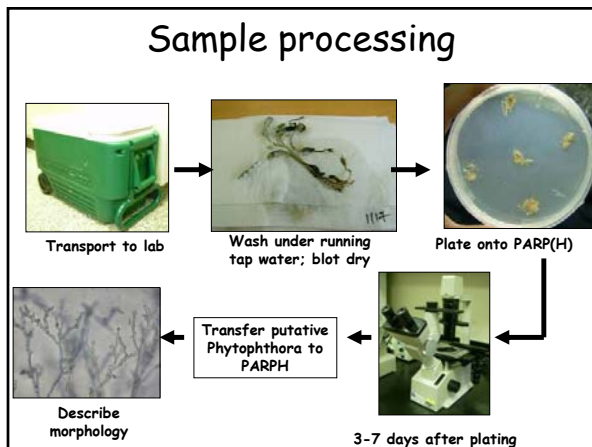 Sample processing
Transport to lab
Wash under running
tap water; blot dry
Plate onto PARP(H)
3-7 days after plating
Transfer putative
Phytophthora to
PARPH
Describe
morphology